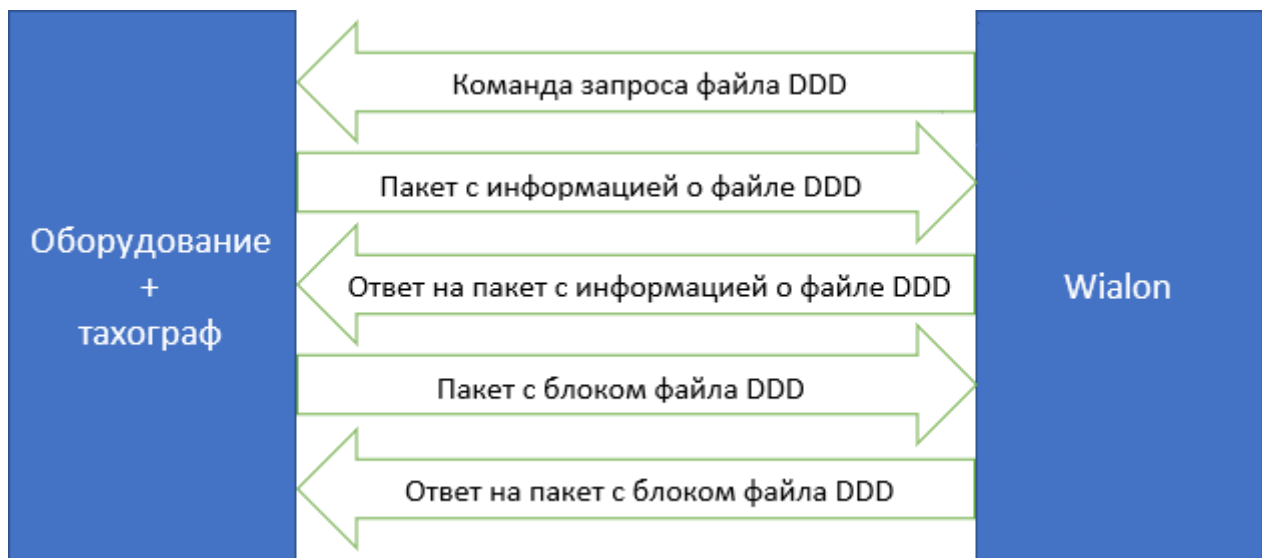 Команда запроса файла DDD
Пакет с информацией о файле DDD
Оборудование
+
тахограф
Ответ на пакет с информацией о файле DDD
Wialon
Пакет с блоком файла DDD
Ответ на пакет с блоком файла DDD